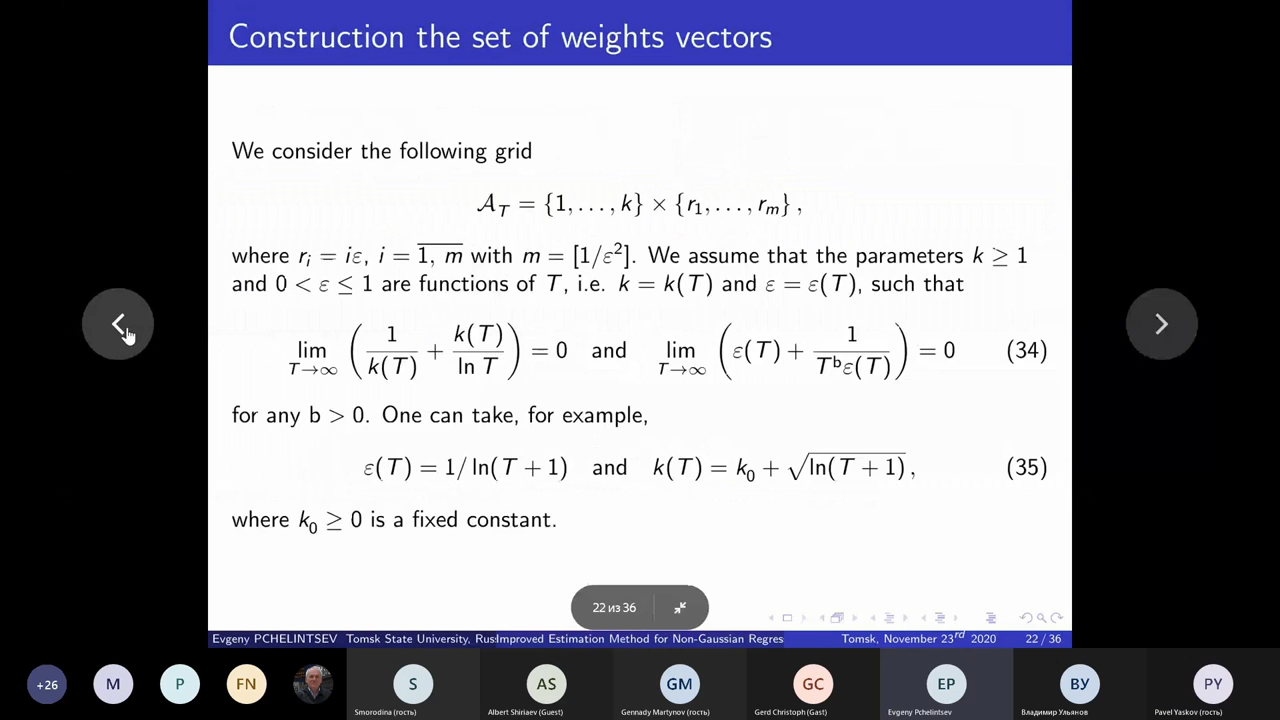 Construction the set of weights vectors
We consider the following grid
𝒜_T = {1, . . . , k} × {r_1, . . . , r_m} ,
where r_i = iε, i = \overline{1, m} with m = [1/ε²]. We assume that the parameters k ≥ 1
and 0 < ε ≤ 1 are functions of T, i.e. k = k(T) and ε = ε(T), such that
lim_{T→∞} ( 1/k(T) + k(T)/ln T ) = 0 and lim_{T→∞} ( ε(T) + 1/(T^b ε(T)) ) = 0 (34)
for any b > 0. One can take, for example,
ε(T) = 1/ ln(T + 1) and k(T) = k_0 + √ln(T + 1) , (35)
where k_0 ≥ 0 is a fixed constant.
22 из 36
Evgeny PCHELINTSEV Tomsk State University, Rus Improved Estimation Method for Non-Gaussian Regres Tomsk, November 23rd 2020 22 / 36
+26 M P FN S AS GM GC EP ВУ PY
Smorodina (гость) Albert Shiriaev (Guest) Gennady Martynov (гость) Gerd Christoph (Gast) Evgeny Pchelintsev Владимир Ульянов Pavel Yaskov (гость)